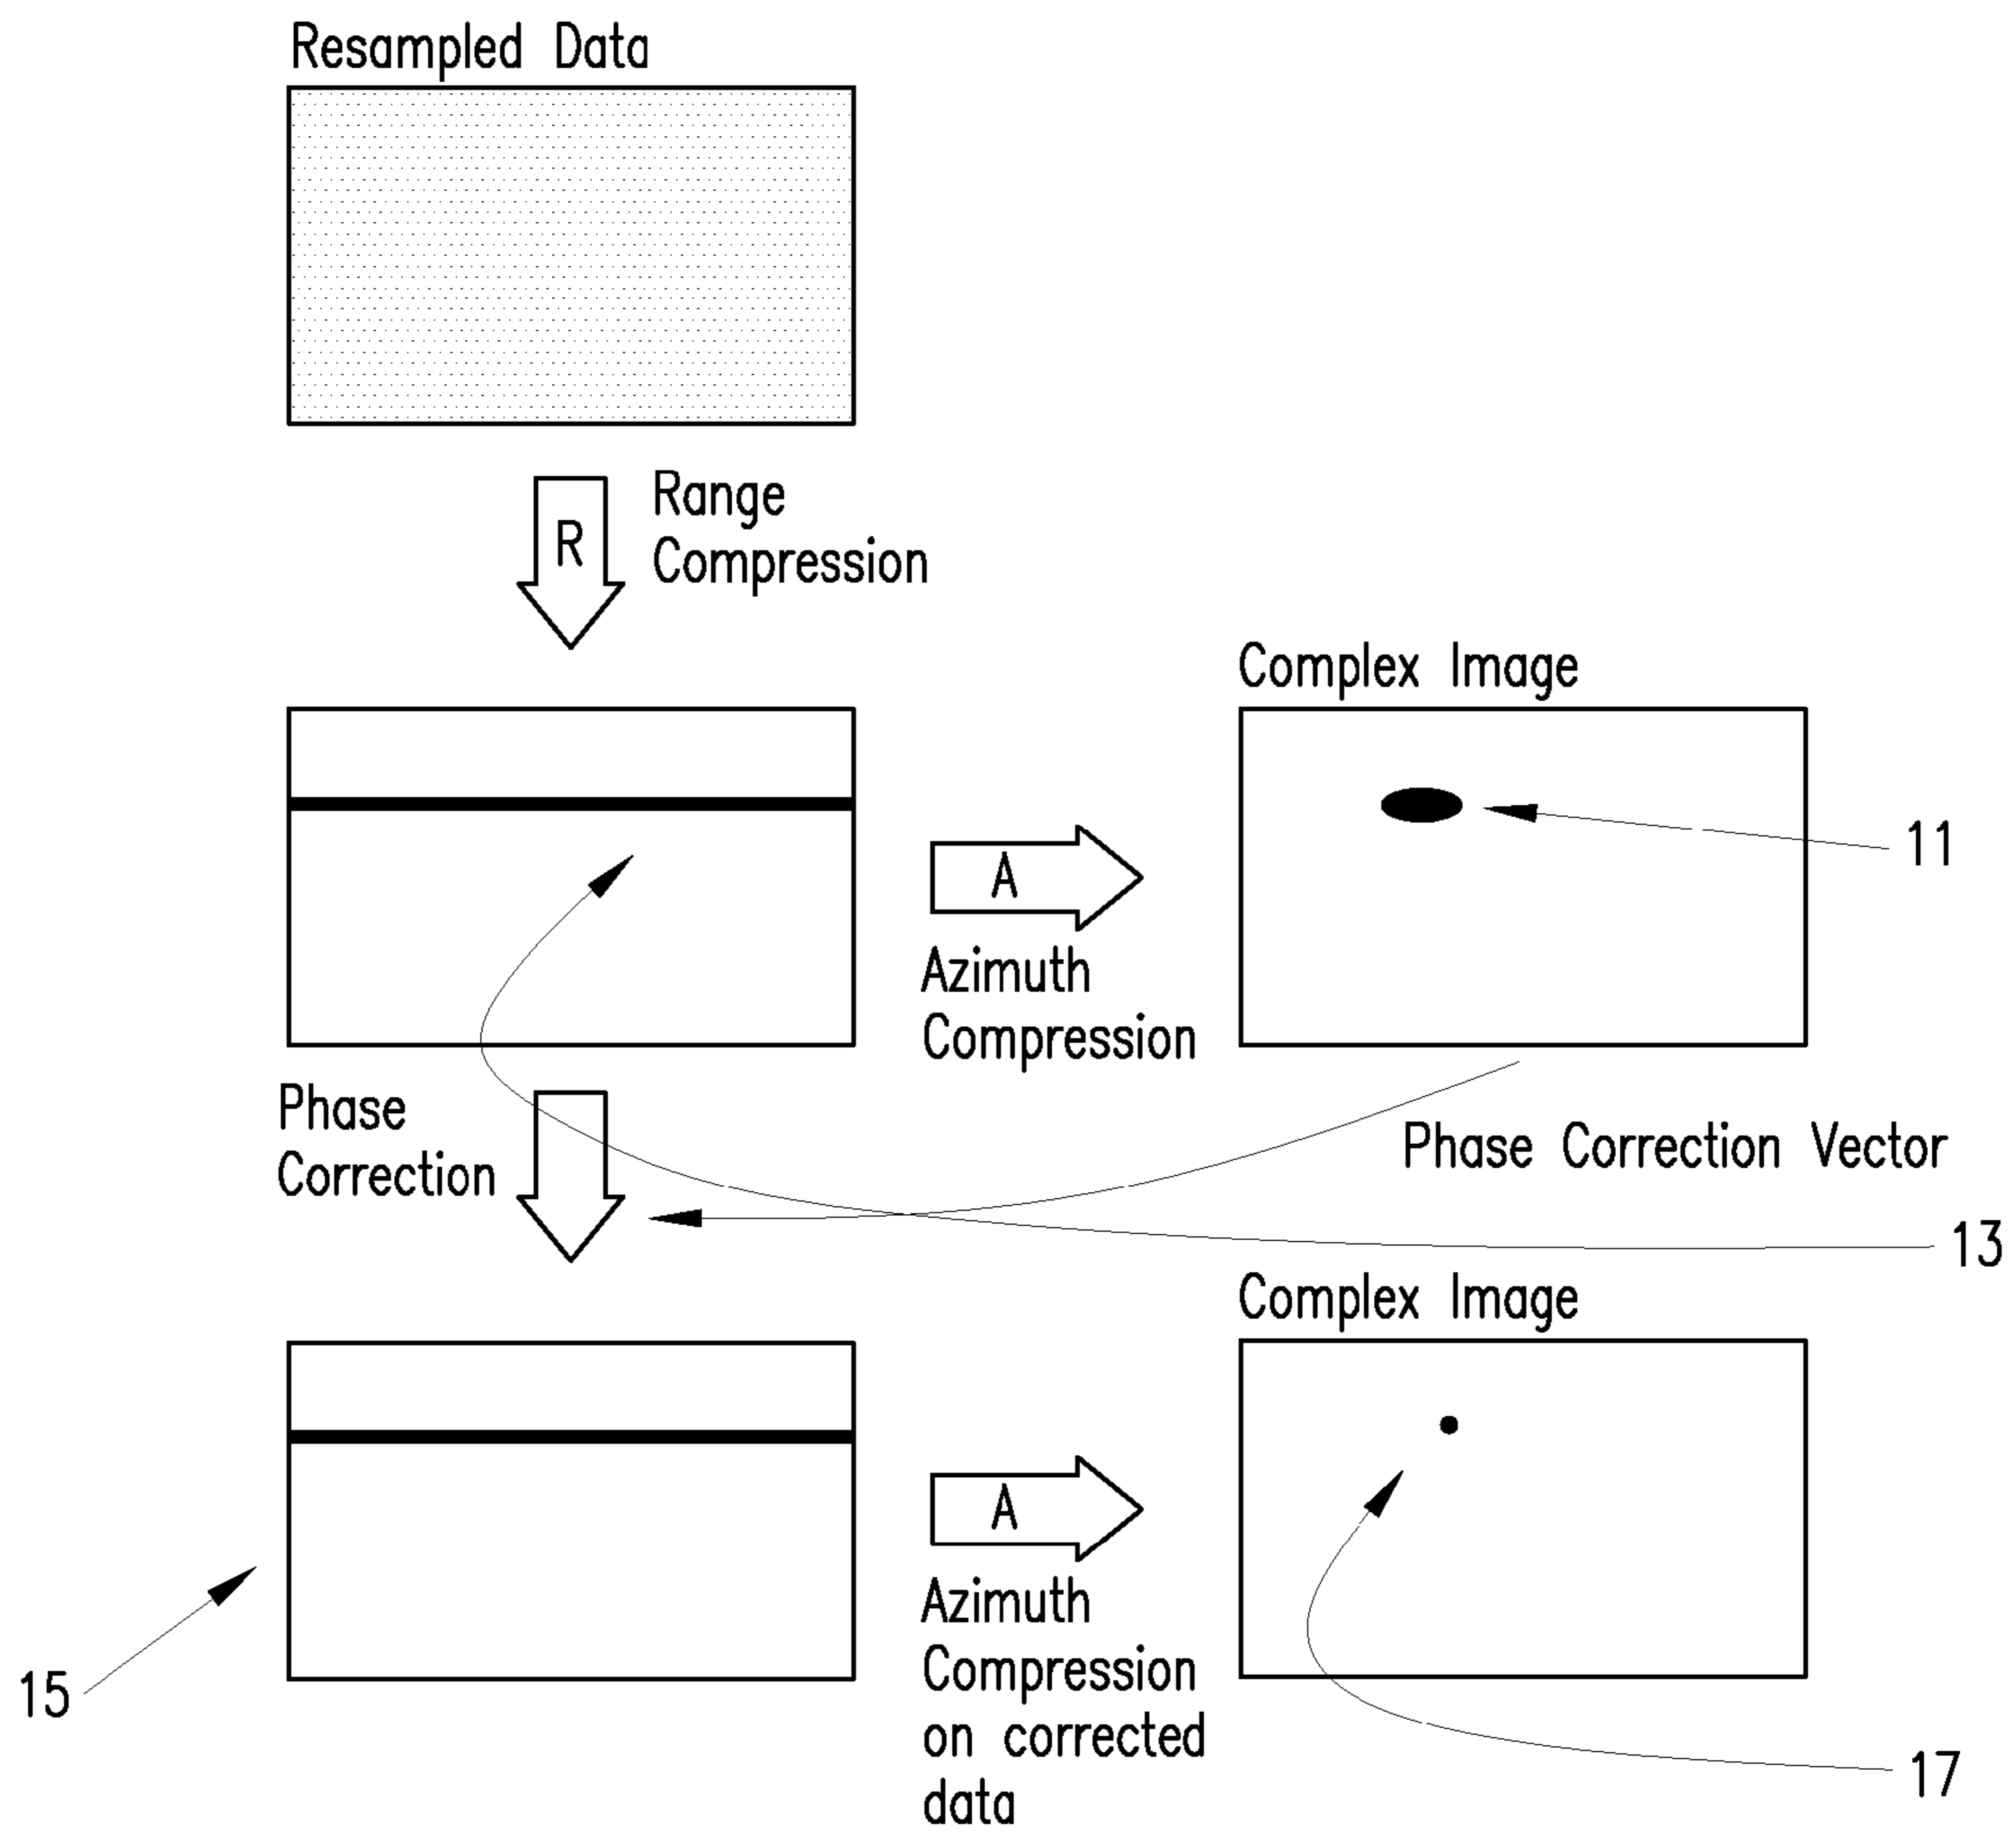 Resampled Data
R
Range
Compression
Complex Image
11
A
Azimuth
Compression
Phase
Correction
Phase Correction Vector
13
Complex Image
A
Azimuth
Compression
on corrected
data
15
17